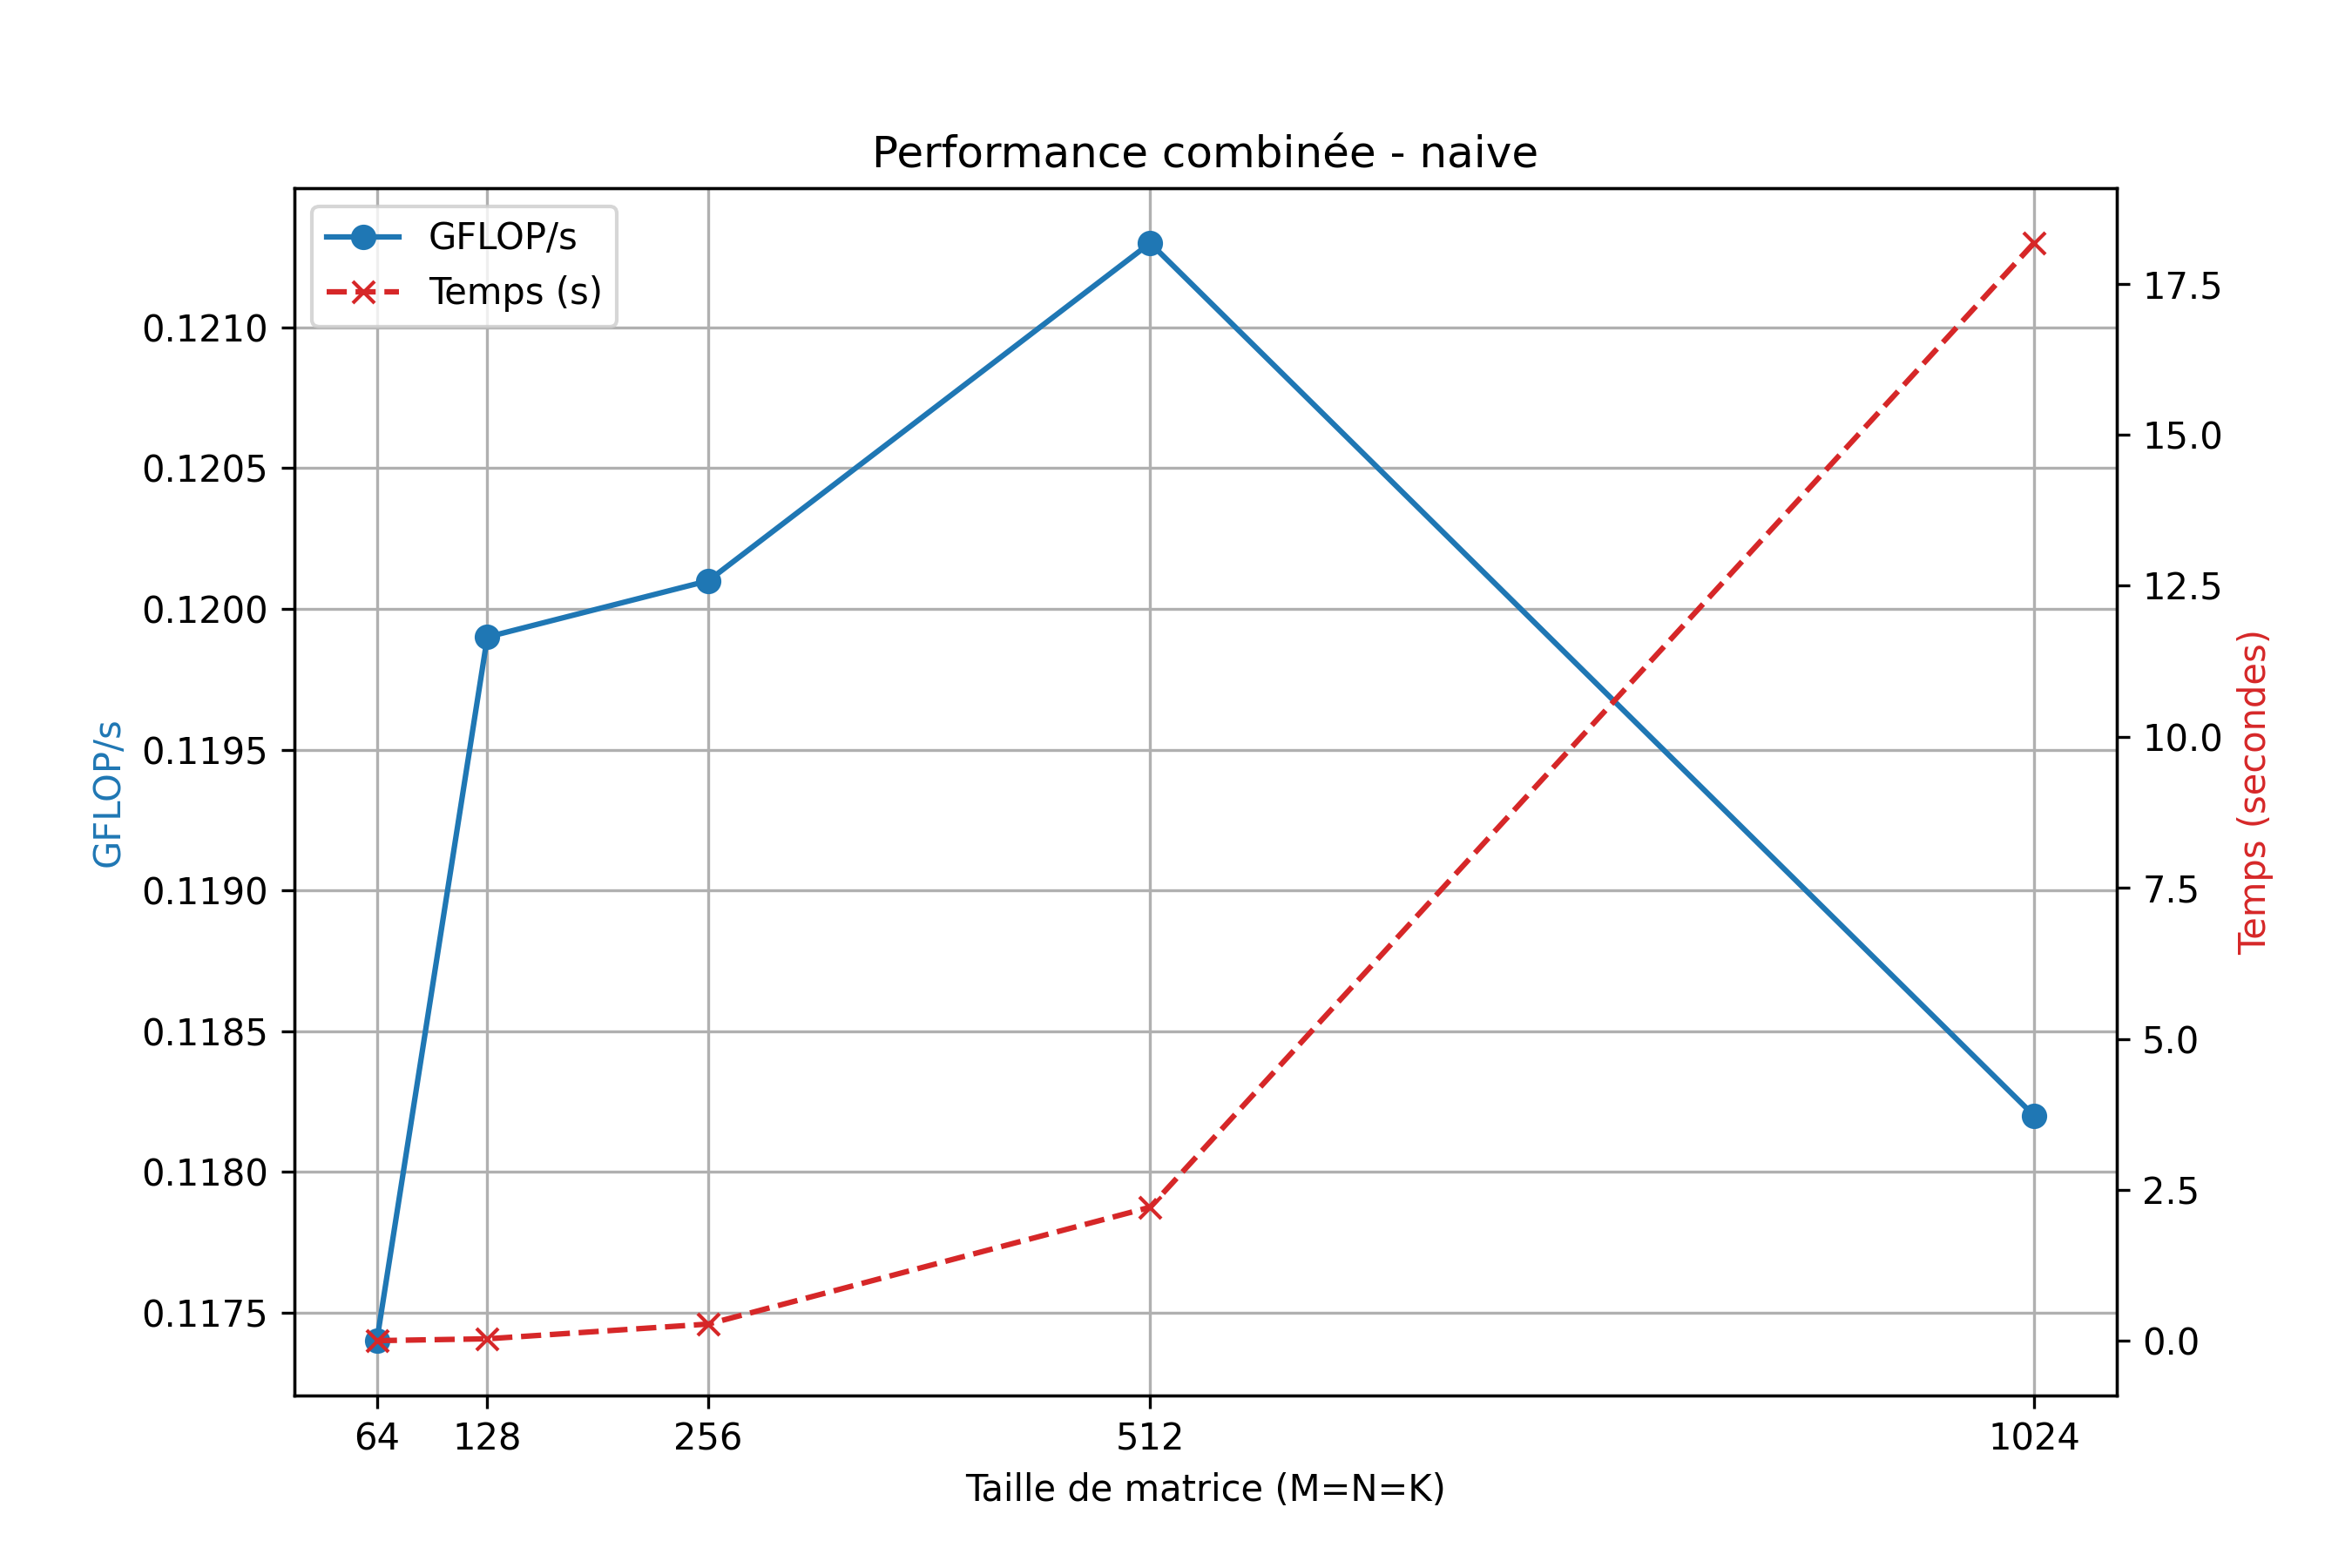 Performance combinée - naive
GFLOP/s
Temps (s)
0.1210
0.1205
0.1200
0.1195
0.1190
0.1185
0.1180
0.1175
GFLOP/s
17.5
15.0
12.5
10.0
7.5
5.0
2.5
0.0
Temps (secondes)
64 128 256 512 1024
Taille de matrice (M=N=K)